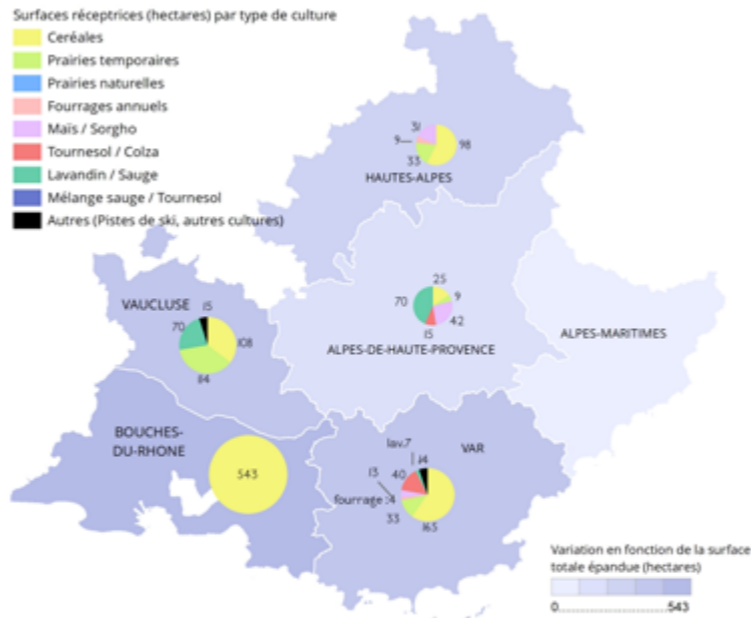 Surfaces réceptrices (hectares) par type de culture
Ceréales
Prairies temporaires
Prairies naturelles
Fourrages annuels
Maïs / Sorgho
Tournesol / Colza
Lavandin / Sauge
Mélange sauge / Tournesol
Autres (Pistes de ski, autres cultures)
31
9
98
33
HAUTES-ALPES
25
9
70
42
15
ALPES-DE-HAUTE-PROVENCE
ALPES-MARITIMES
VAUCLUSE
15
70
108
114
BOUCHES-
DU-RHONE
543
VAR
lav.7
14
13
40
fourrage :4
33
165
Variation en fonction de la surface
totale épandue (hectares)
0.........................543